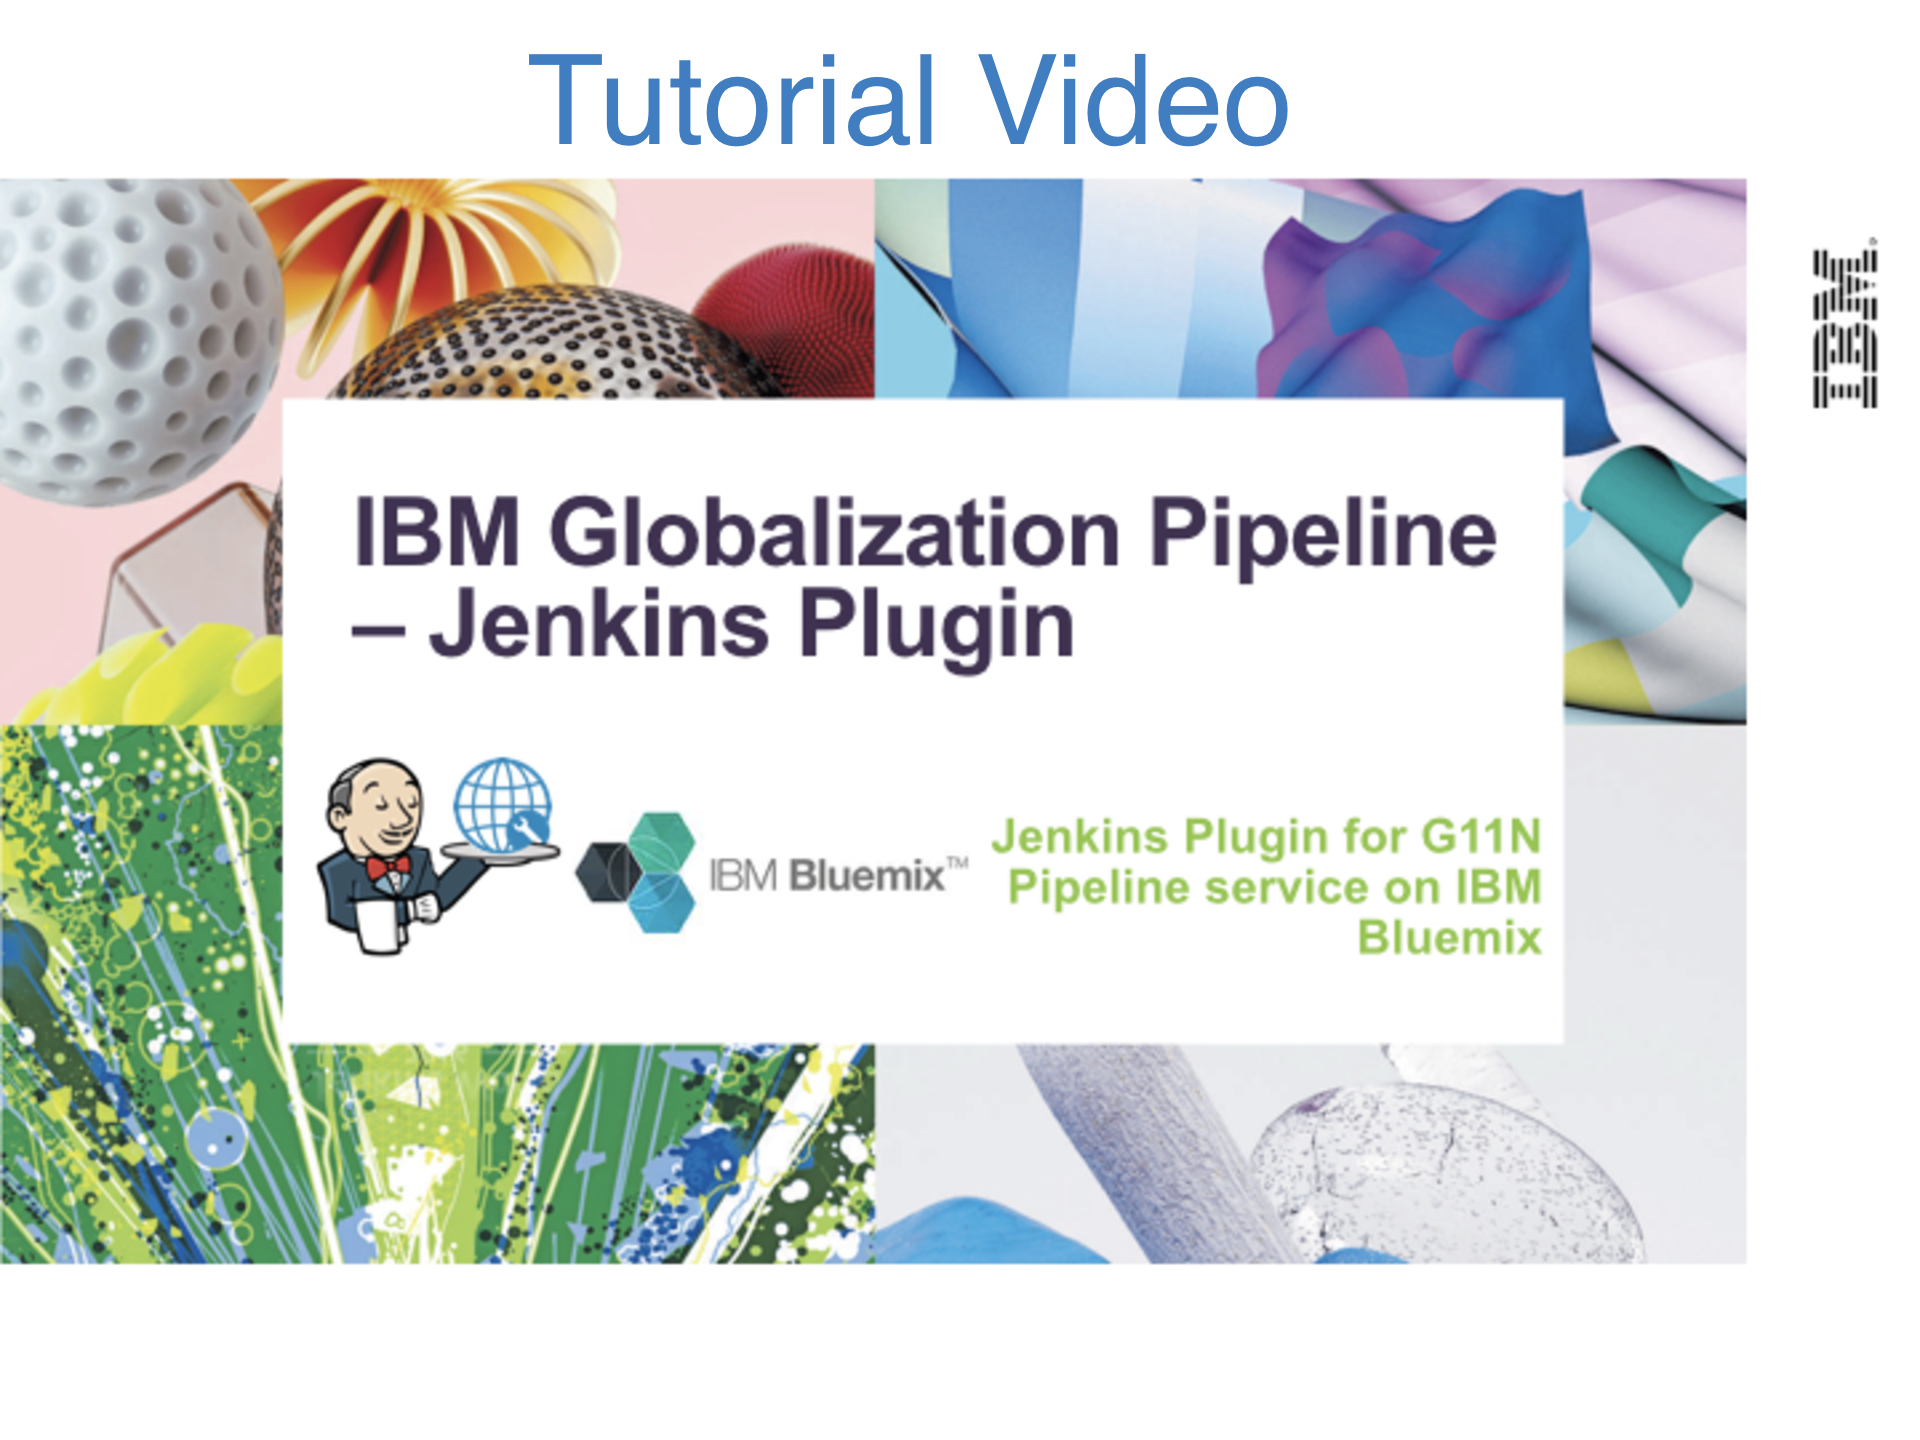 Tutorial Video
IBM
IBM Globalization Pipeline
– Jenkins Plugin
IBM Bluemix™
Jenkins Plugin for G11N
Pipeline service on IBM
Bluemix